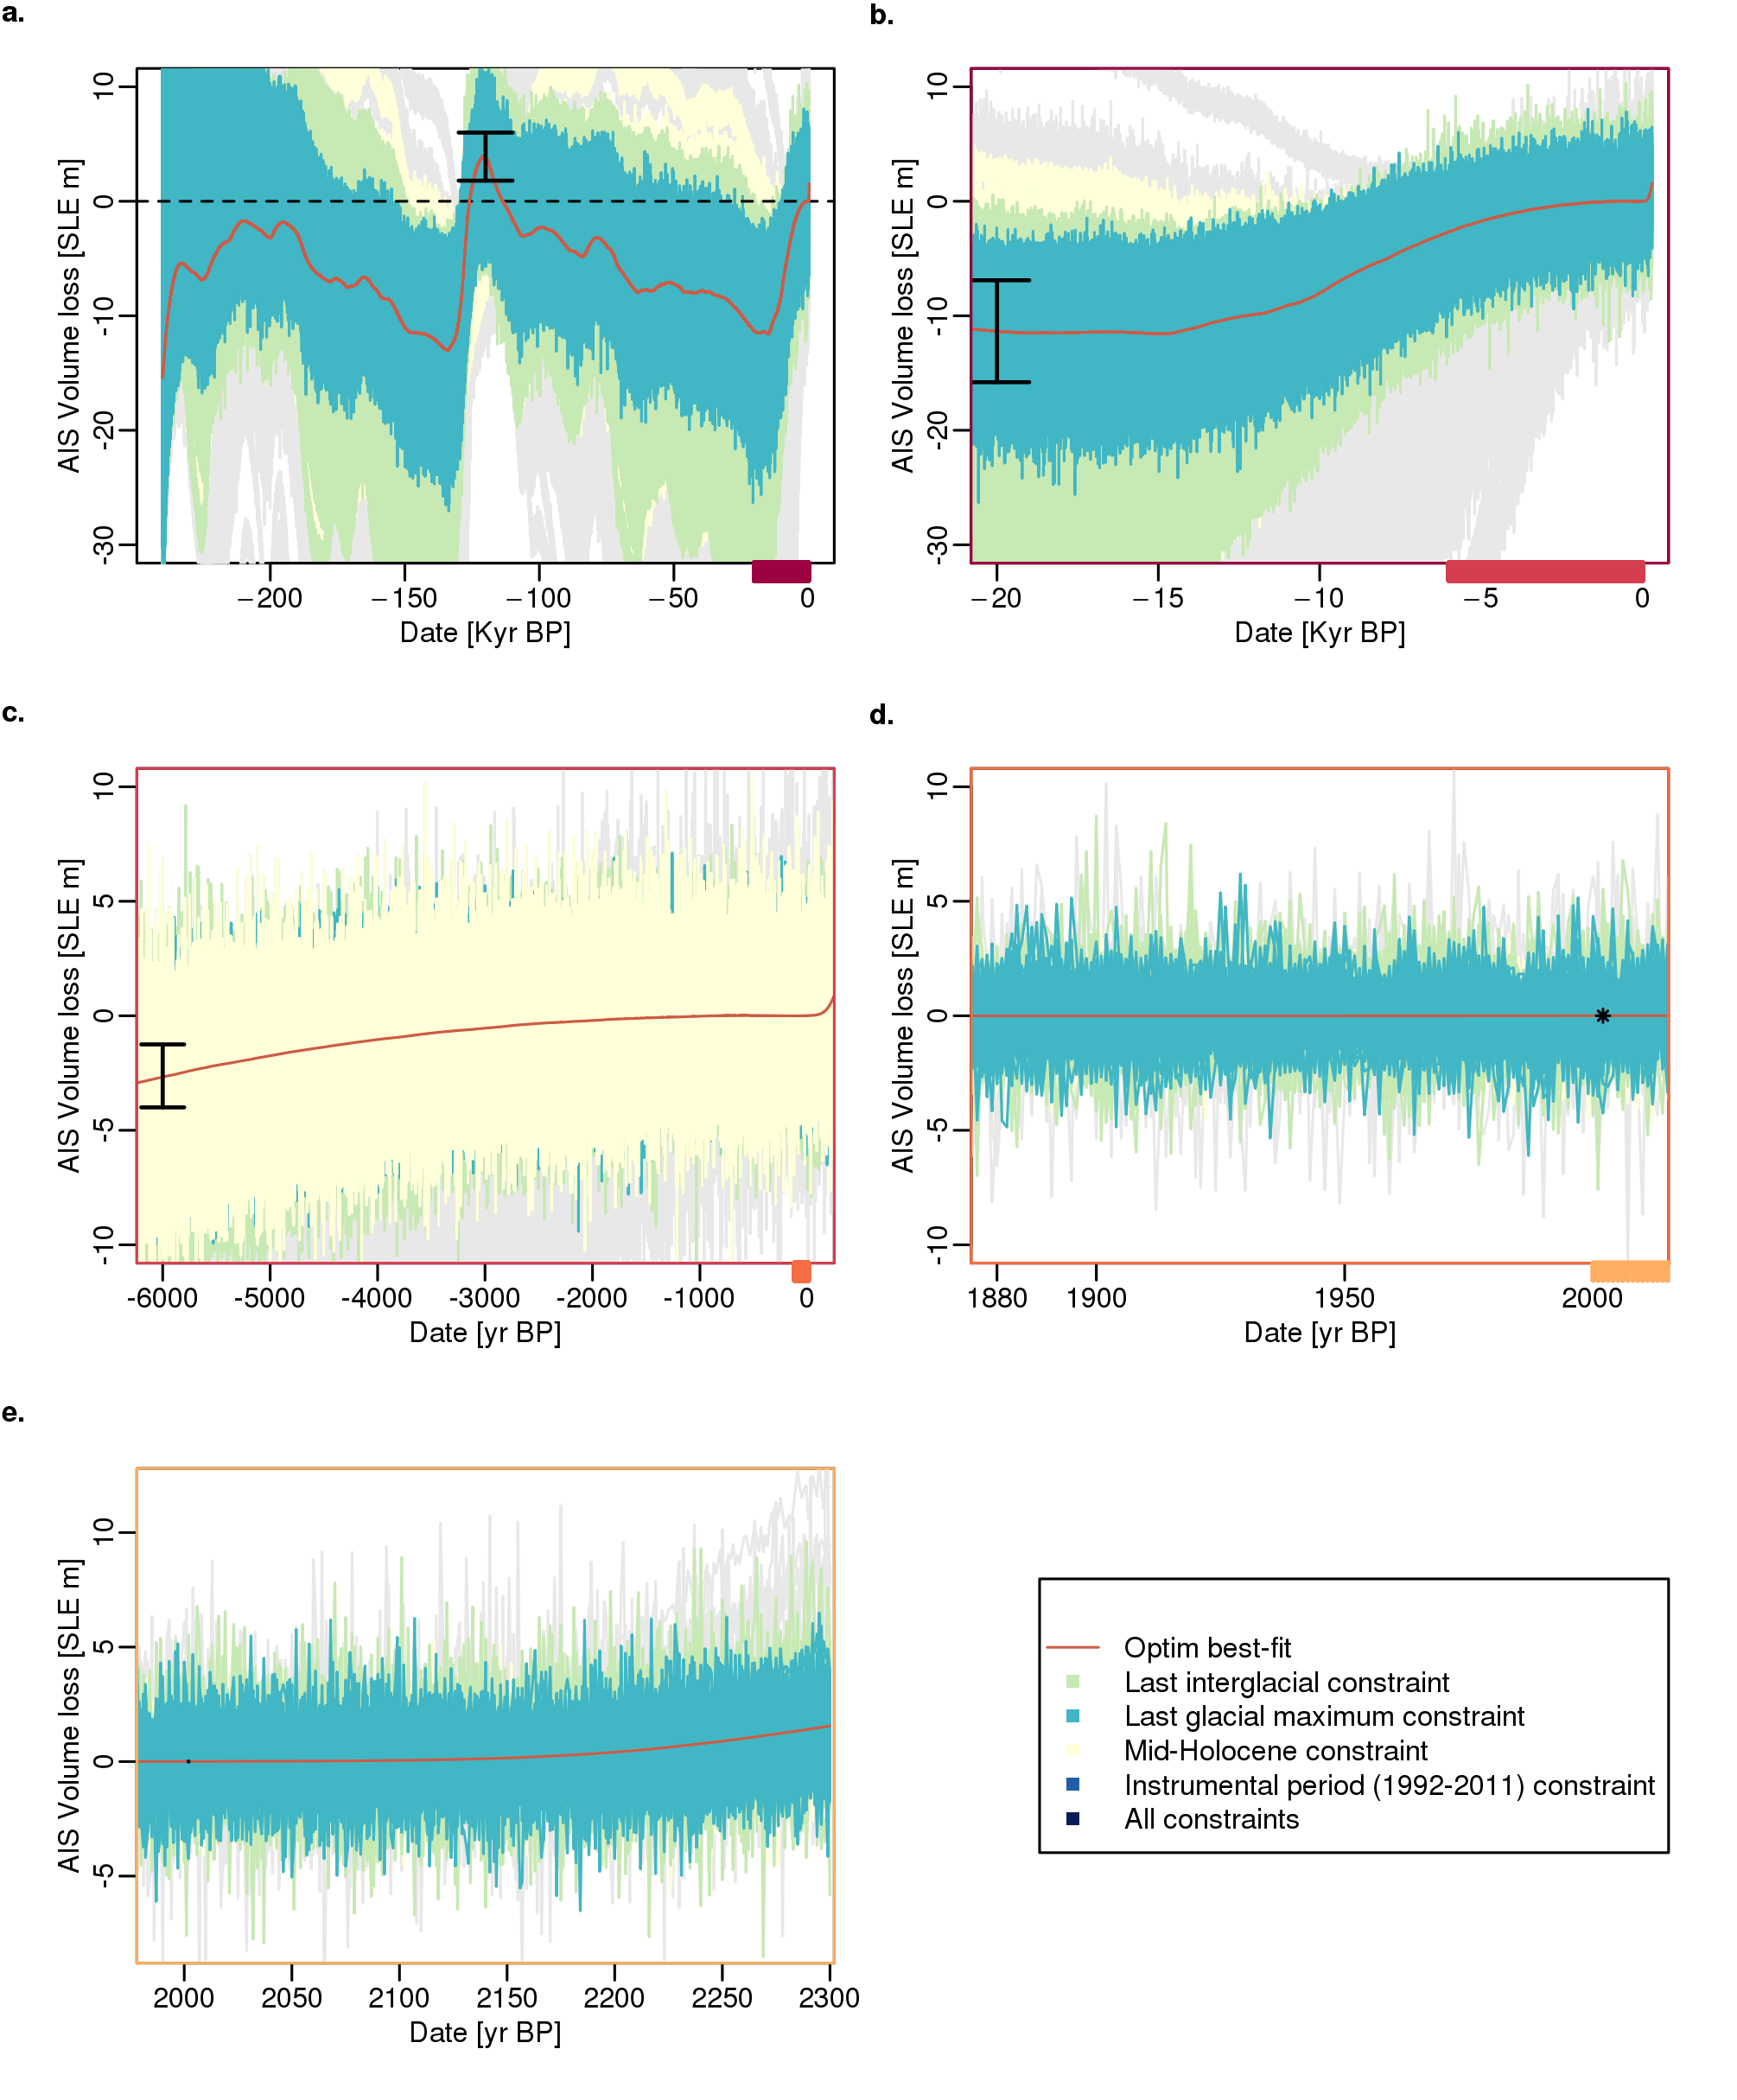 a.
AIS Volume loss [SLE m]
10
0
-10
-20
-30
−200
−150
−100
−50
0
Date [Kyr BP]
b.
AIS Volume loss [SLE m]
10
0
-10
-20
-30
−20
−15
−10
−5
0
Date [Kyr BP]
c.
AIS Volume loss [SLE m]
10
5
0
-5
-10
-6000
-5000
-4000
-3000
-2000
-1000
0
Date [yr BP]
d.
AIS Volume loss [SLE m]
10
5
0
-5
-10
1880
1900
1950
2000
Date [yr BP]
e.
AIS Volume loss [SLE m]
10
5
0
-5
2000
2050
2100
2150
2200
2250
2300
Date [yr BP]
Optim best-fit
Last interglacial constraint
Last glacial maximum constraint
Mid-Holocene constraint
Instrumental period (1992-2011) constraint
All constraints